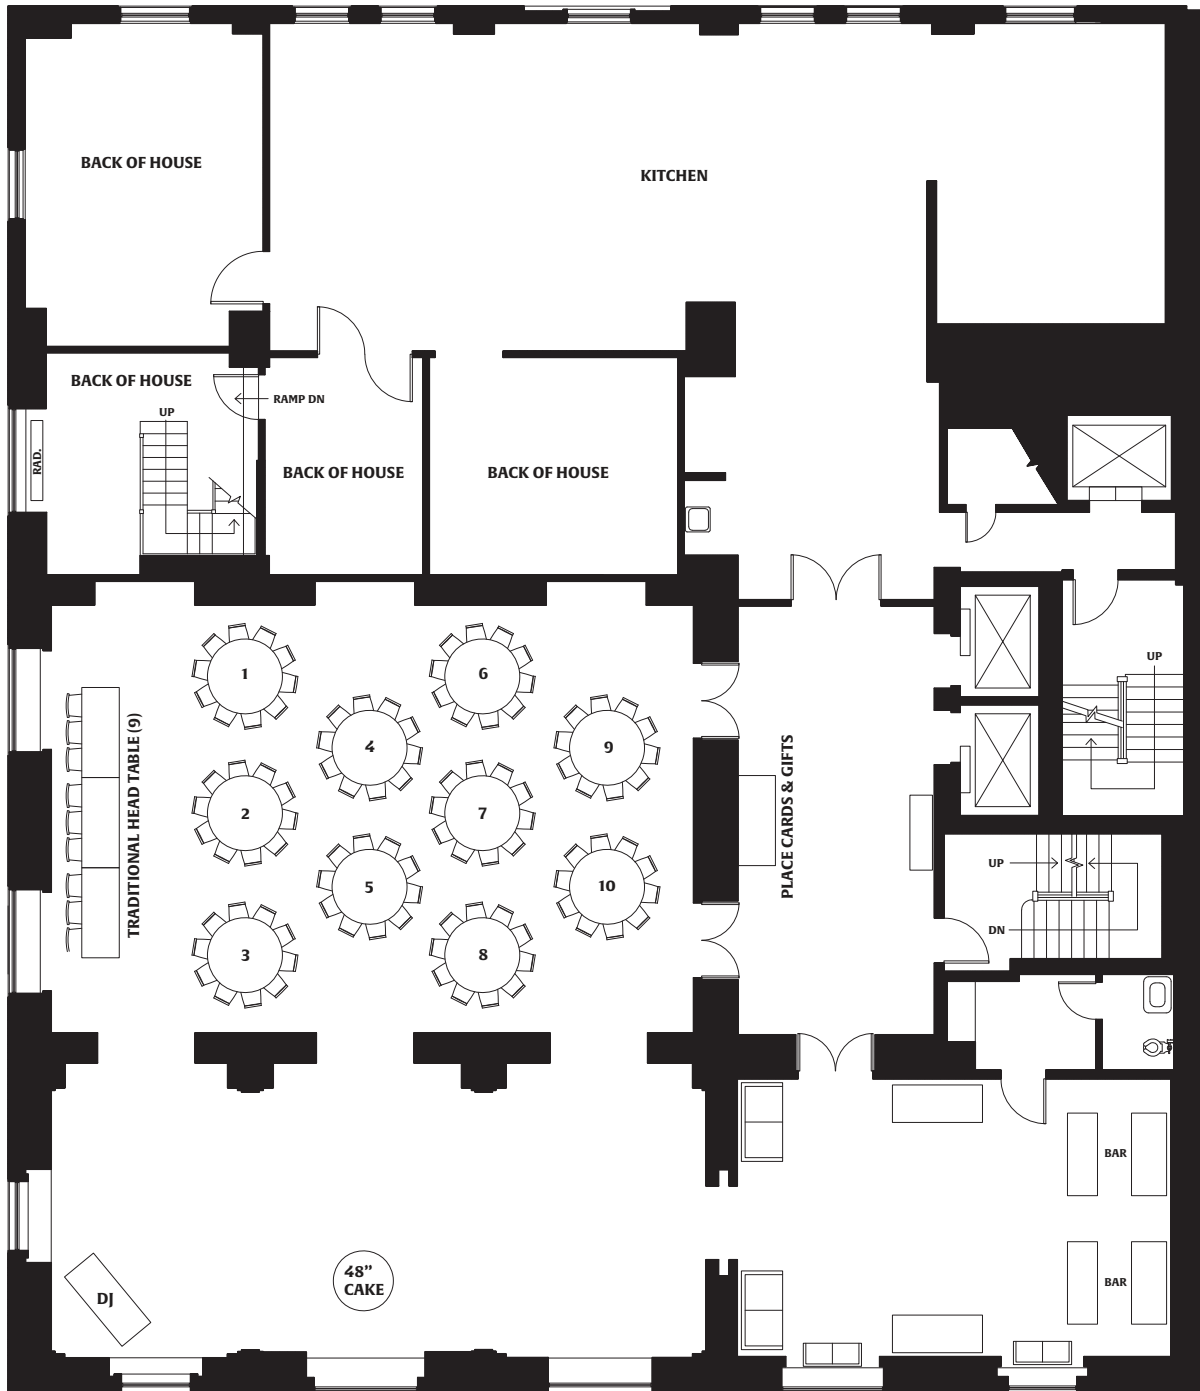 BACK OF HOUSE
KITCHEN
BACK OF HOUSE
UP
RAMP DN
RAD.
BACK OF HOUSE
BACK OF HOUSE
1
6
UP
TRADITIONAL HEAD TABLE (9)
4
9
PLACE CARDS & GIFTS
2
7
5
10
UP
DN
3
8
BAR
48”
CAKE
DJ
BAR